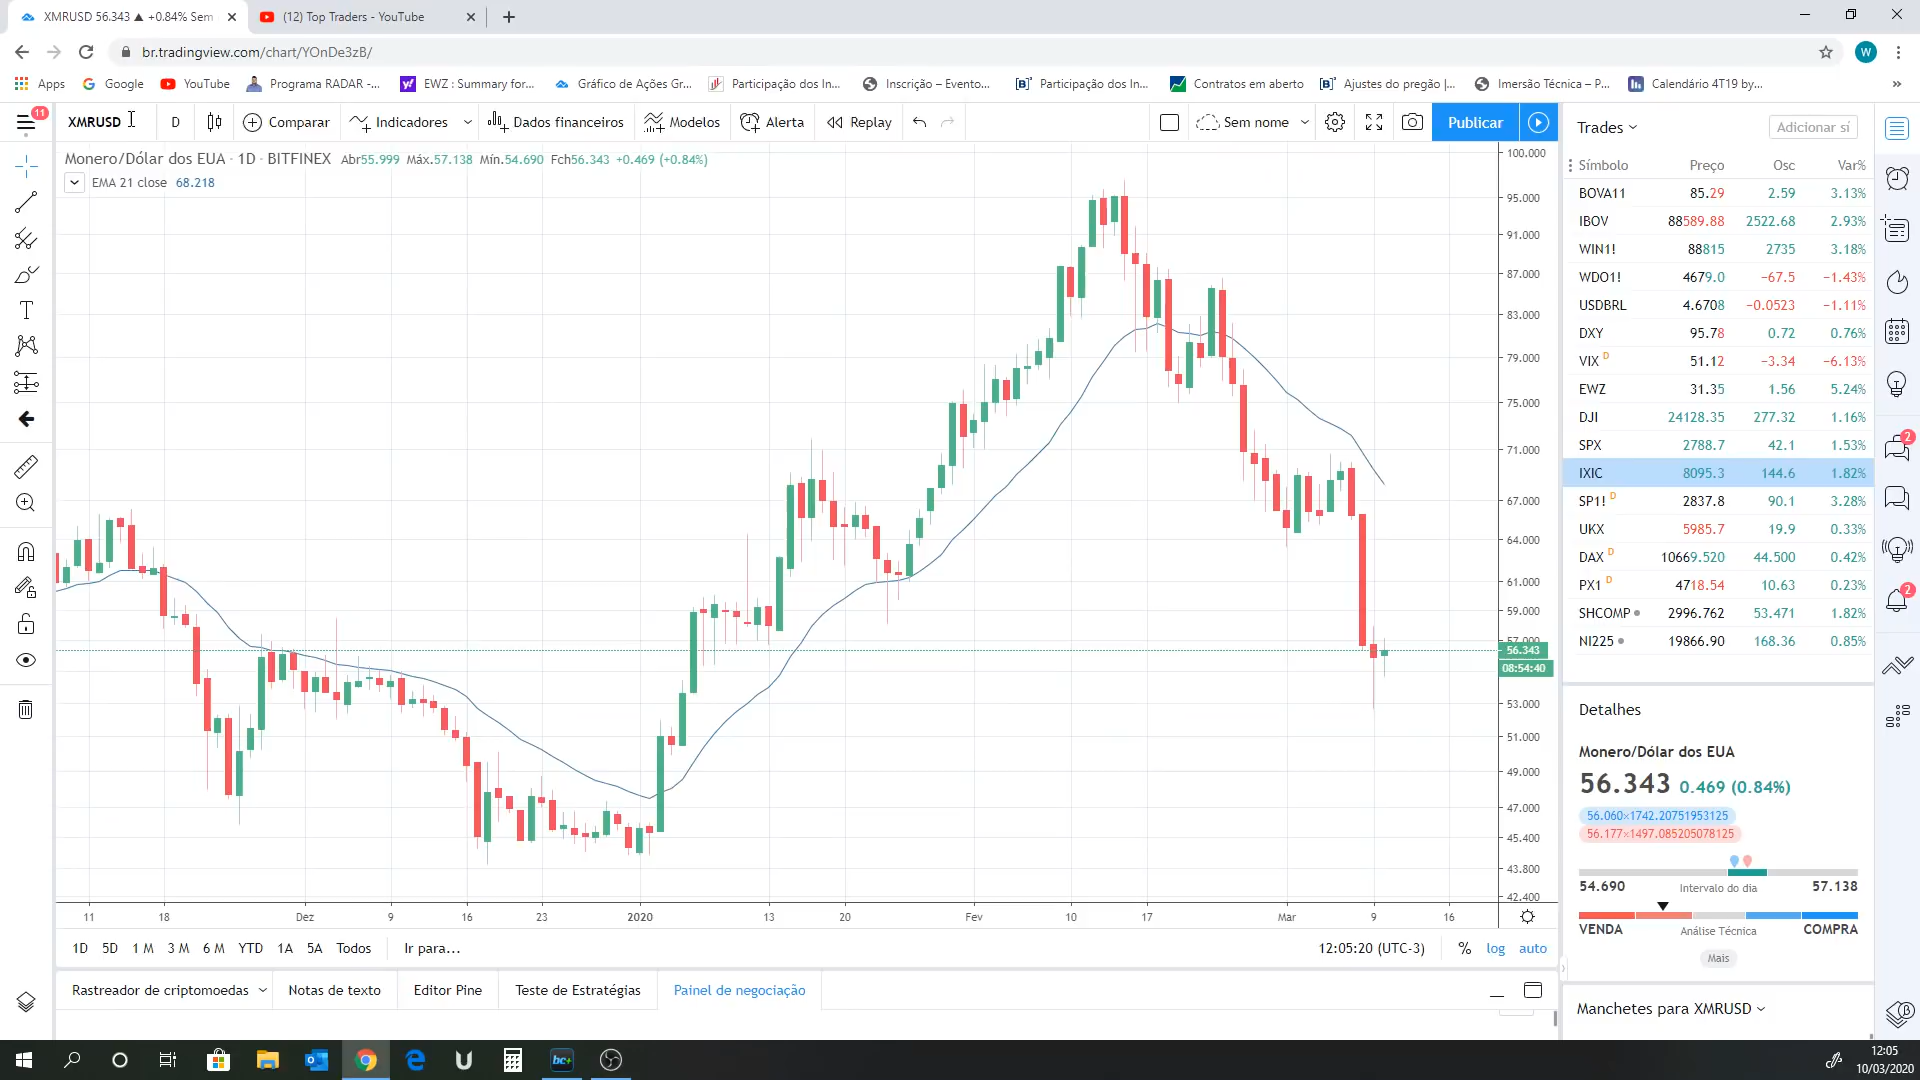 XMRUSD 56.343 ▲ +0.84% Sem
(12) Top Traders - YouTube
br.tradingview.com/chart/YOnDe3zB/
W
Apps
Google
YouTube
Programa RADAR -...
EWZ : Summary for...
Gráfico de Ações Gr...
Participação dos In...
Inscrição – Evento...
Participação dos In...
Contratos em aberto
Ajustes do pregão |...
Imersão Técnica – P...
Calendário 4T19 by...
»
11
XMRUSD
D
Comparar
Indicadores
Dados financeiros
Modelos
Alerta
Replay
Sem nome
Publicar
Monero/Dólar dos EUA · 1D · BITFINEX Abr55.999 Máx.57.138 Mín.54.690 Fch56.343 +0.469 (+0.84%)
EMA 21 close 68.218
100.000
95.000
91.000
87.000
83.000
79.000
75.000
71.000
67.000
64.000
61.000
59.000
57.000
56.343
08:54:40
53.000
51.000
49.000
47.000
45.400
43.800
42.400
11 18 Dez 9 16 23 2020 13 20 Fev 10 17 Mar 9 16
1D 5D 1 M 3 M 6 M YTD 1A 5A Todos Ir para...
12:05:20 (UTC-3) % log auto
Rastreador de criptomoedas
Notas de texto
Editor Pine
Teste de Estratégias
Painel de negociação
Trades
Adicionar sí
Símbolo Preço Osc Var%
BOVA11 85.29 2.59 3.13%
IBOV 88589.88 2522.68 2.93%
WIN1! 88815 2735 3.18%
WDO1! 4679.0 −67.5 −1.43%
USDBRL 4.6708 −0.0523 −1.11%
DXY 95.78 0.72 0.76%
VIX D 51.12 −3.34 −6.13%
EWZ 31.35 1.56 5.24%
DJI 24128.35 277.32 1.16%
SPX 2788.7 42.1 1.53%
IXIC 8095.3 144.6 1.82%
SP1! D 2837.8 90.1 3.28%
UKX 5985.7 19.9 0.33%
DAX D 10669.520 44.500 0.42%
PX1 D 4718.54 10.63 0.23%
SHCOMP 2996.762 53.471 1.82%
NI225 19866.90 168.36 0.85%
Detalhes
Monero/Dólar dos EUA
56.343 0.469 (0.84%)
56.060×1742.20751953125
56.177×1497.085205078125
54.690 Intervalo do dia 57.138
VENDA Análise Técnica COMPRA
Mais
Manchetes para XMRUSD
2
2
bc+
12:05
10/03/2020